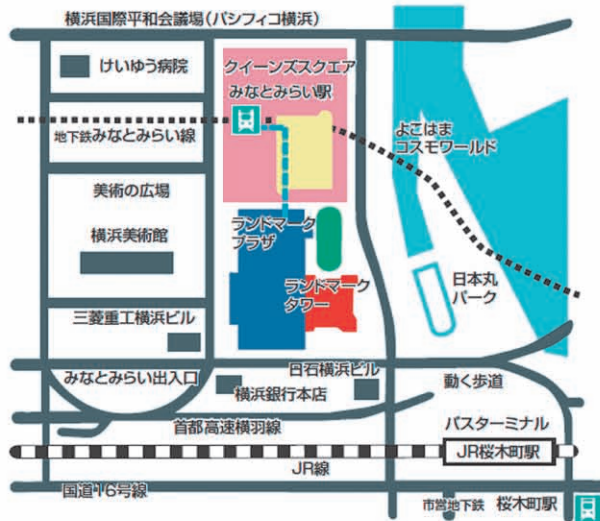 横浜国際平和会議場(パシフィコ横浜)
けいゆう病院
クイーンズスクエア
みなとみらい駅
地下鉄みなとみらい線
よこはま
コスモワールド
美術の広場
横浜美術館
ランドマーク
プラザ
ランドマーク
タワー
日本丸
パーク
三菱重工横浜ビル
みなとみらい出入口
日石横浜ビル
横浜銀行本店
動く歩道
首都高速横羽線
バスターミナル
JR桜木町駅
JR線
国道16号線
市営地下鉄 桜木町駅